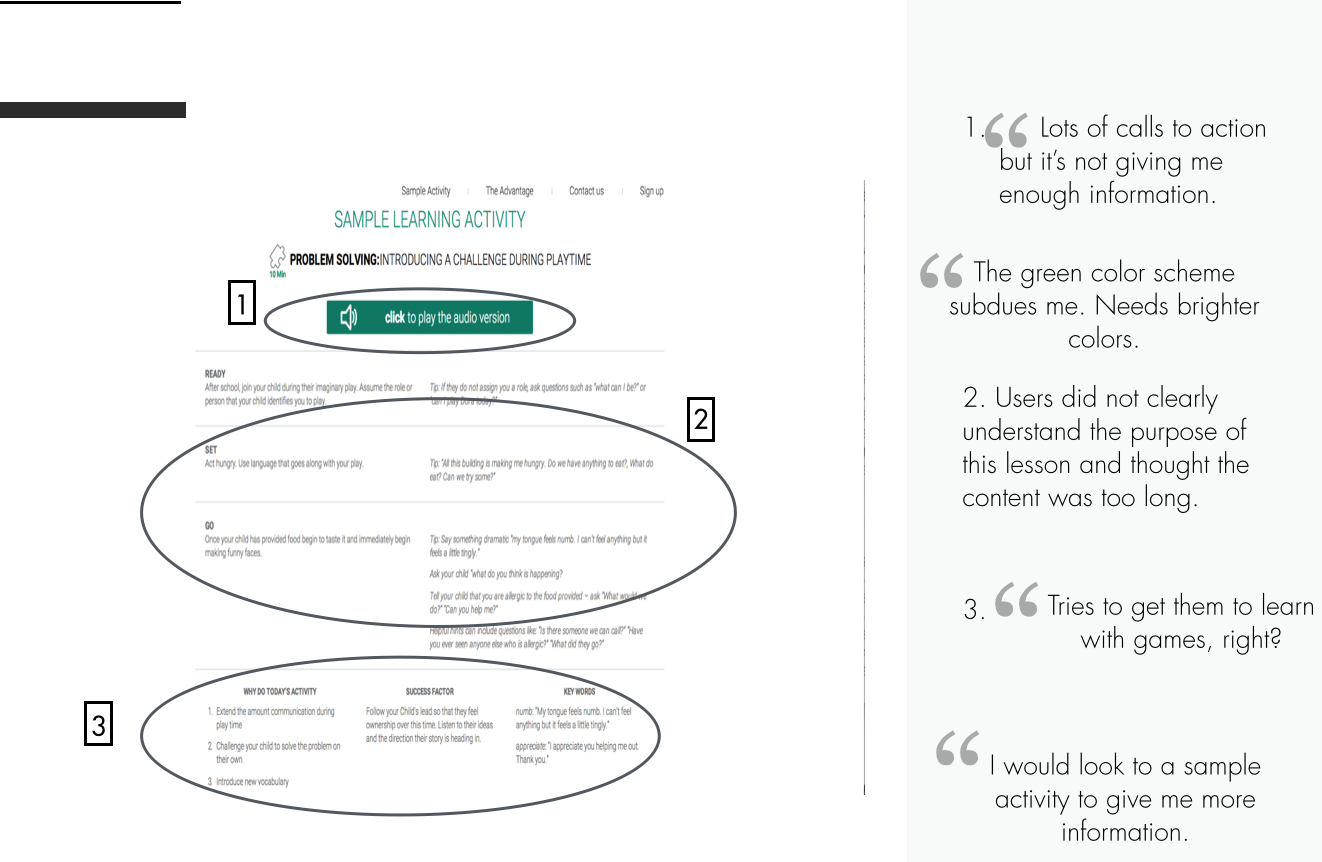 Sample Activity | The Advantage | Contact us | Sign up
SAMPLE LEARNING ACTIVITY
PROBLEM SOLVING:INTRODUCING A CHALLENGE DURING PLAYTIME
10 Min
1
click to play the audio version
READY
After school, join your child during their imaginary play. Assume the role or
person that your child identifies you to play.
Tip: If they do not assign you a role, ask questions such as "what can I be?" or
"can I play Dora today?"
2
SET
Act hungry. Use language that goes along with your play.
Tip: "All this building is making me hungry. Do we have anything to eat?, What do
eat? Can we try some?"
GO
Once your child has provided food begin to taste it and immediately begin
making funny faces.
Tip: Say something dramatic "my tongue feels numb. I can't feel anything but it
feels a little tingly."
Ask your child "what do you think is happening?
Tell your child that you are allergic to the food provided – ask "What would we
do?" "Can you help me?"
Helpful hints can include questions like: "Is there someone we can call?" "Have
you ever seen anyone else who is allergic?" "What did they go?"
3
WHY DO TODAY'S ACTIVITY
1. Extend the amount communication during
play time
2. Challenge your child to solve the problem on
their own
3. Introduce new vocabulary
SUCCESS FACTOR
Follow your Child's lead so that they feel
ownership over this time. Listen to their ideas
and the direction their story is heading in.
KEY WORDS
numb: "My tongue feels numb. I can't feel
anything but it feels a little tingly."
appreciate: "I appreciate you helping me out.
Thank you."
1. “ Lots of calls to action
but it's not giving me
enough information.
“ The green color scheme
subdues me. Needs brighter
colors.
2. Users did not clearly
understand the purpose of
this lesson and thought the
content was too long.
3. “ Tries to get them to learn
with games, right?
“ I would look to a sample
activity to give me more
information.